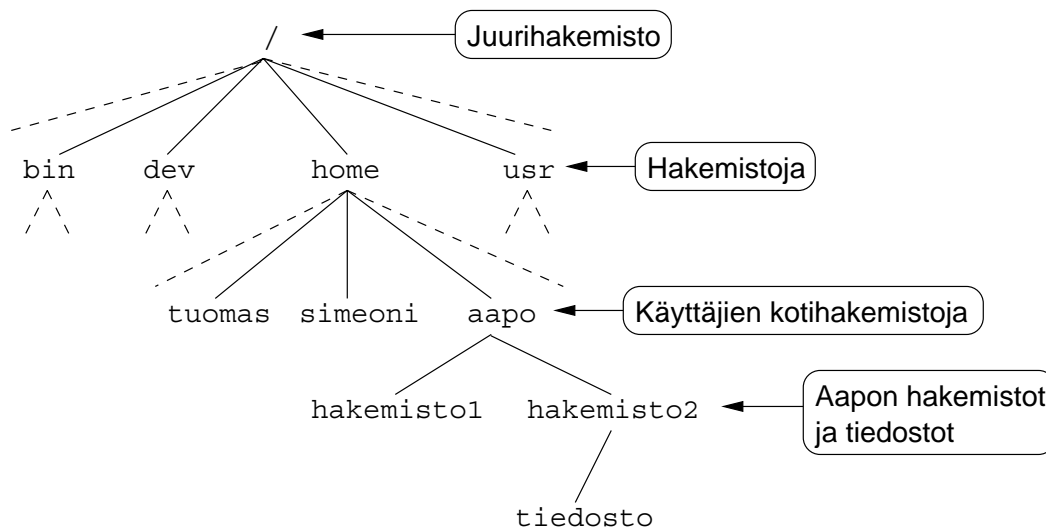 /
Juurihakemisto
bin dev home usr
Hakemistoja
tuomas simeoni aapo
Käyttäjien kotihakemistoja
hakemisto1 hakemisto2
Aapon hakemistot
ja tiedostot
tiedosto